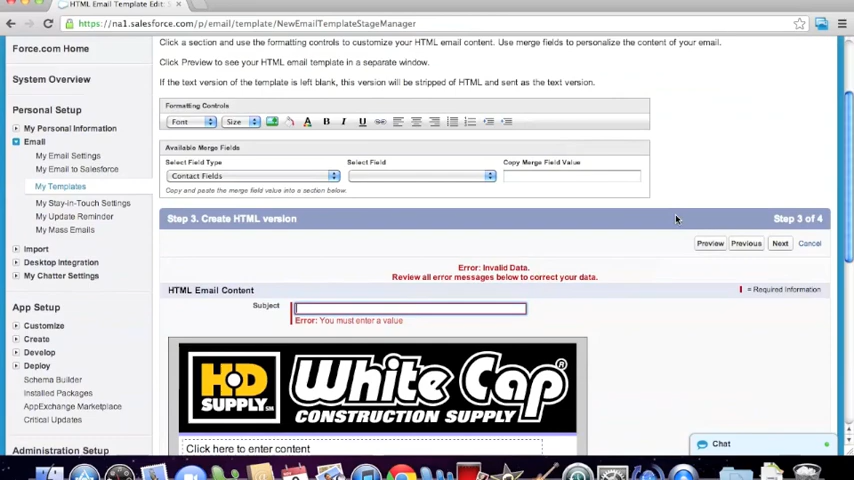 HTML Email Template Edit:
https://na1.salesforce.com/p/email/template/NewEmailTemplateStageManager
Force.com Home
System Overview
Personal Setup
My Personal Information
Email
My Email Settings
My Email to Salesforce
My Templates
My Stay-in-Touch Settings
My Update Reminder
My Mass Emails
Import
Desktop Integration
My Chatter Settings
App Setup
Customize
Create
Develop
Deploy
Schema Builder
Installed Packages
AppExchange Marketplace
Critical Updates
Administration Setup
Click a section and use the formatting controls to customize your HTML email content. Use merge fields to personalize the content of your email.
Click Preview to see your HTML email template in a separate window.
If the text version of the template is left blank, this version will be stripped of HTML and sent as the text version.
Formatting Controls
Font Size A B I U
Available Merge Fields
Select Field Type Select Field Copy Merge Field Value
Contact Fields
Copy and paste the merge field value into a section below.
Step 3. Create HTML version Step 3 of 4
Preview Previous Next Cancel
Error: Invalid Data.
Review all error messages below to correct your data.
HTML Email Content = Required Information
Subject
Error: You must enter a value
HD SUPPLY White Cap®
CONSTRUCTION SUPPLY
Click here to enter content
Chat